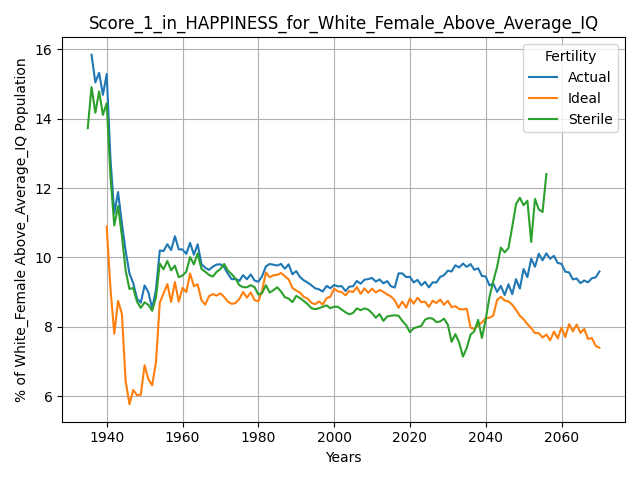 Score_1_in_HAPPINESS_for_White_Female_Above_Average_IQ
% of White_Female Above_Average_IQ Population
16
14
12
10
8
6
Fertility
Actual
Ideal
Sterile
1940 1960 1980 2000 2020 2040 2060
Years